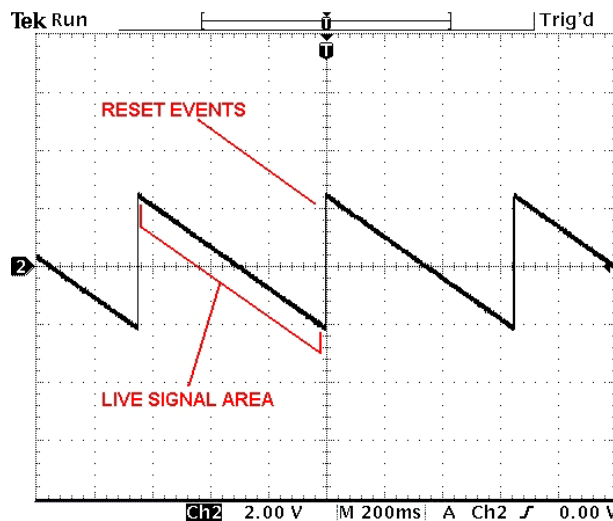 Tek Run Trig'd
T
T
RESET EVENTS
2
LIVE SIGNAL AREA
Ch2 2.00 V M 200ms A Ch2 0.00 V